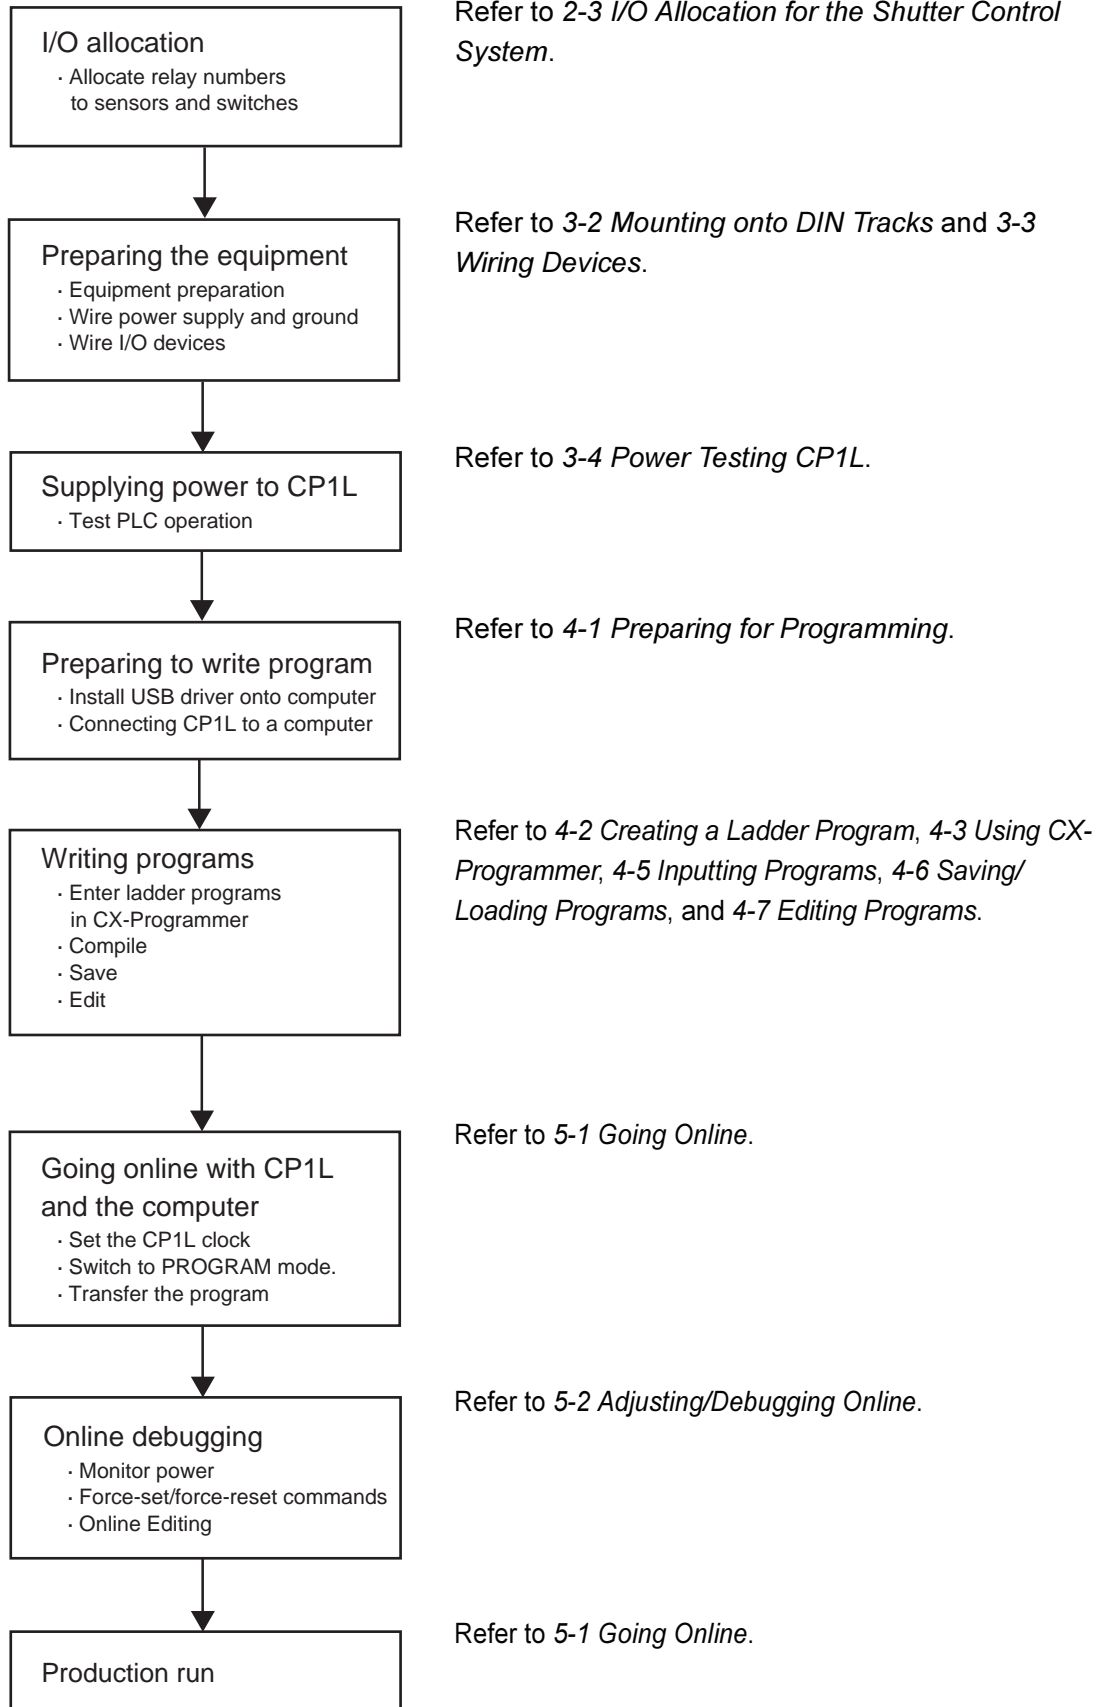 I/O allocation
· Allocate relay numbers
to sensors and switches
Refer to 2-3 I/O Allocation for the Shutter Control
System.
Preparing the equipment
· Equipment preparation
· Wire power supply and ground
· Wire I/O devices
Refer to 3-2 Mounting onto DIN Tracks and 3-3
Wiring Devices.
Supplying power to CP1L
· Test PLC operation
Refer to 3-4 Power Testing CP1L.
Preparing to write program
· Install USB driver onto computer
· Connecting CP1L to a computer
Refer to 4-1 Preparing for Programming.
Writing programs
· Enter ladder programs
in CX-Programmer
· Compile
· Save
· Edit
Refer to 4-2 Creating a Ladder Program, 4-3 Using CX-
Programmer, 4-5 Inputting Programs, 4-6 Saving/
Loading Programs, and 4-7 Editing Programs.
Going online with CP1L
and the computer
· Set the CP1L clock
· Switch to PROGRAM mode.
· Transfer the program
Refer to 5-1 Going Online.
Online debugging
· Monitor power
· Force-set/force-reset commands
· Online Editing
Refer to 5-2 Adjusting/Debugging Online.
Production run
Refer to 5-1 Going Online.